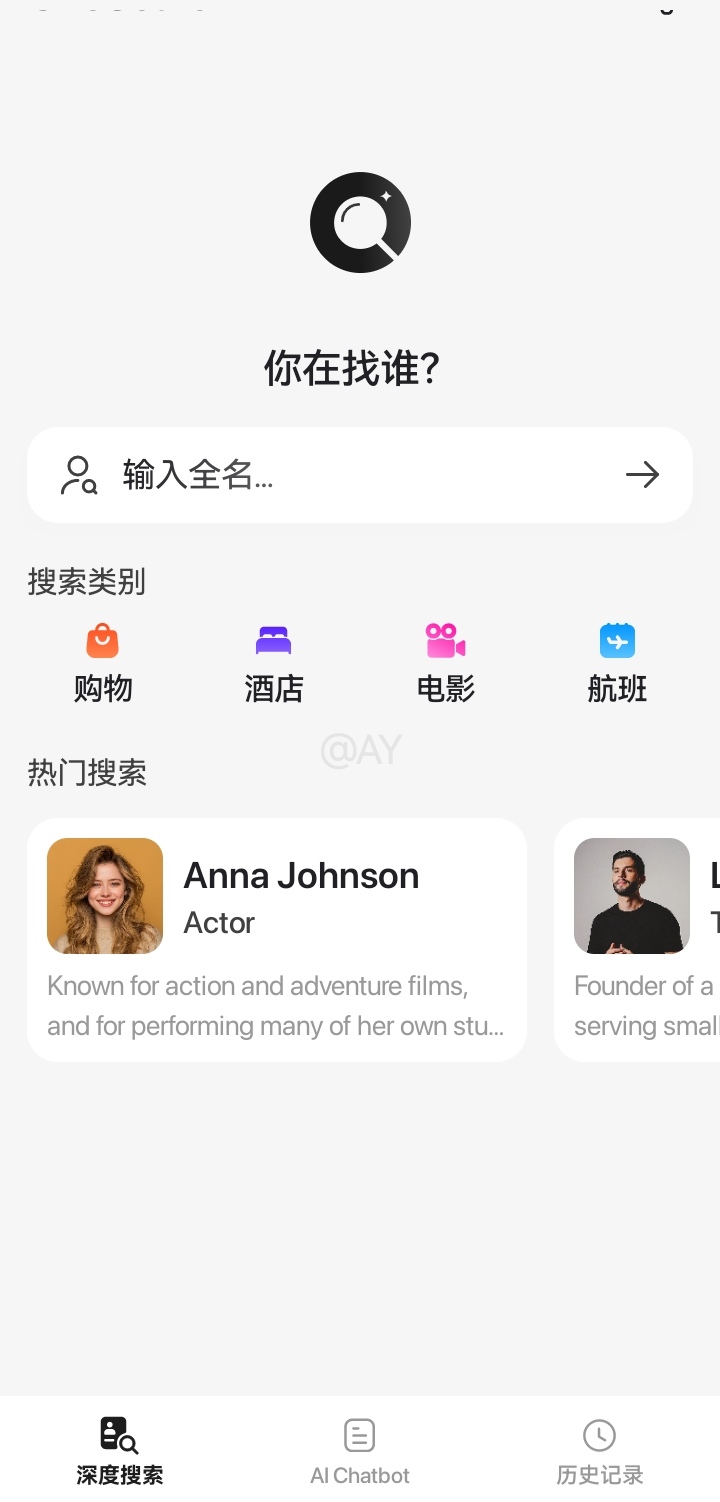 你在找谁?
输入全名...
搜索类别
购物
酒店
电影
航班
@AY
热门搜索
Anna Johnson
Actor
Known for action and adventure films,
and for performing many of her own stu...
Founder of a
serving small
深度搜索
AI Chatbot
历史记录